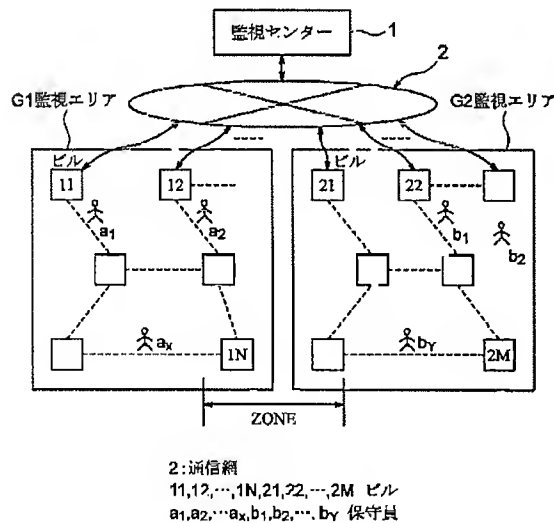 監視センター
1
2
G1監視エリア
G2監視エリア
ビル
ビル
11
12
21
22
a1
a2
b1
b2
ax
1N
bY
2M
ZONE
2:通信網
11,12,…,1N,21,22,…,2M ビル
a1,a2,…ax,b1,b2,…,bY 保守員